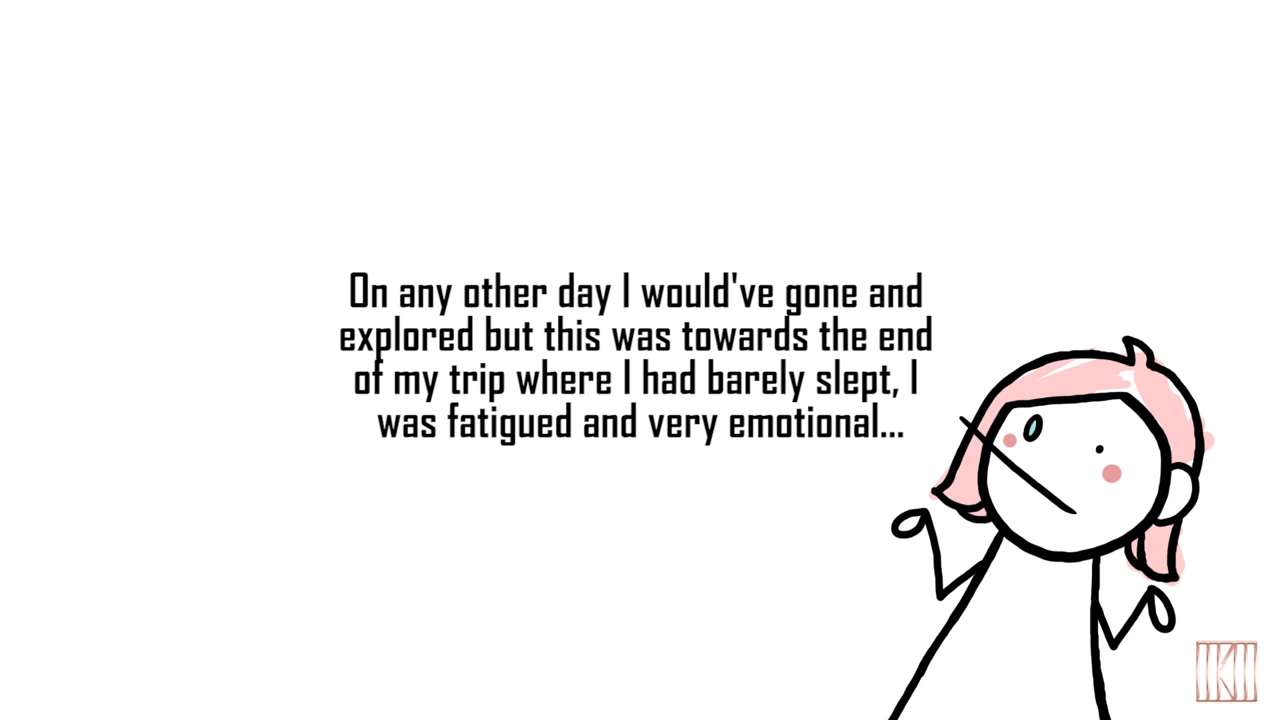 On any other day I would've gone and
explored but this was towards the end
of my trip where I had barely slept, I
was fatigued and very emotional...